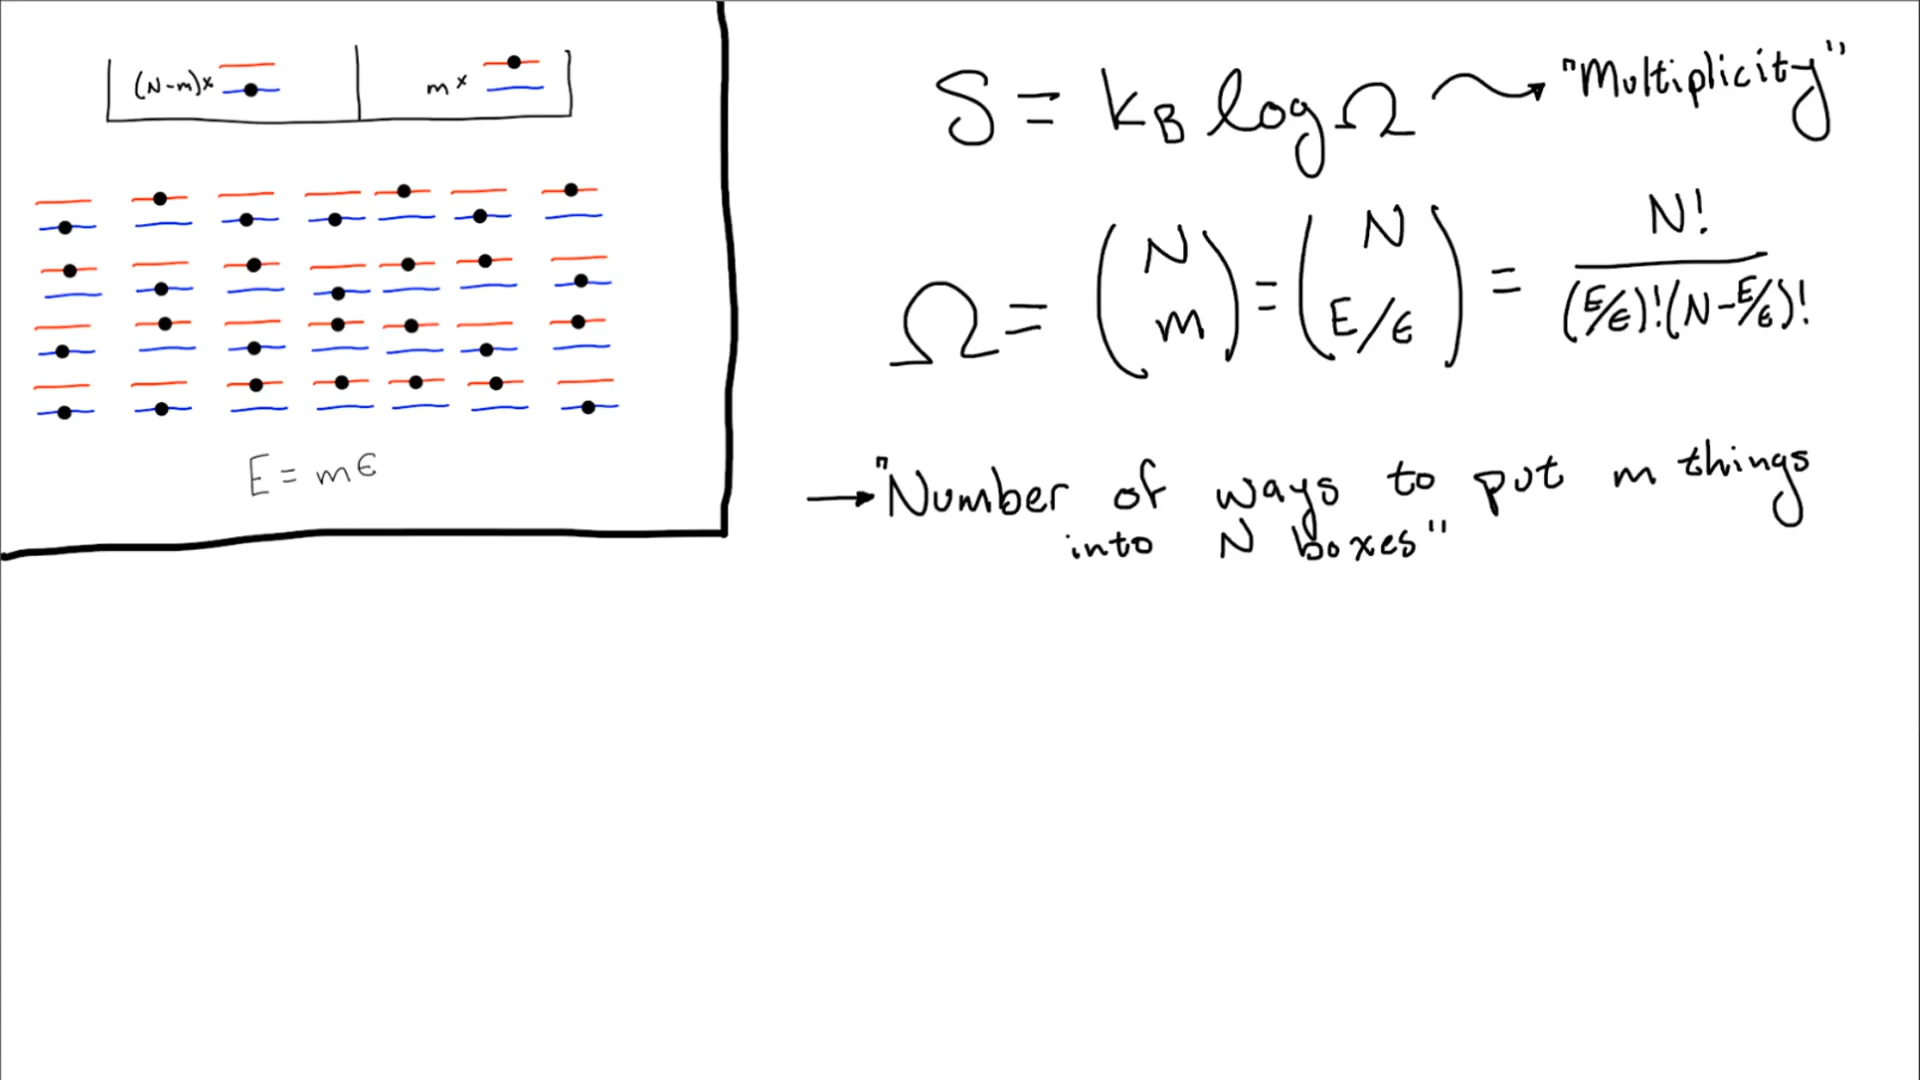 (N-m)x
m x
E = mϵ
S = k_B log Ω → "Multiplicity"
Ω = (N m) = (N E/ϵ) = N! / (E/ϵ)!(N-E/ϵ)!
→ "Number of ways to put m things
into N boxes"